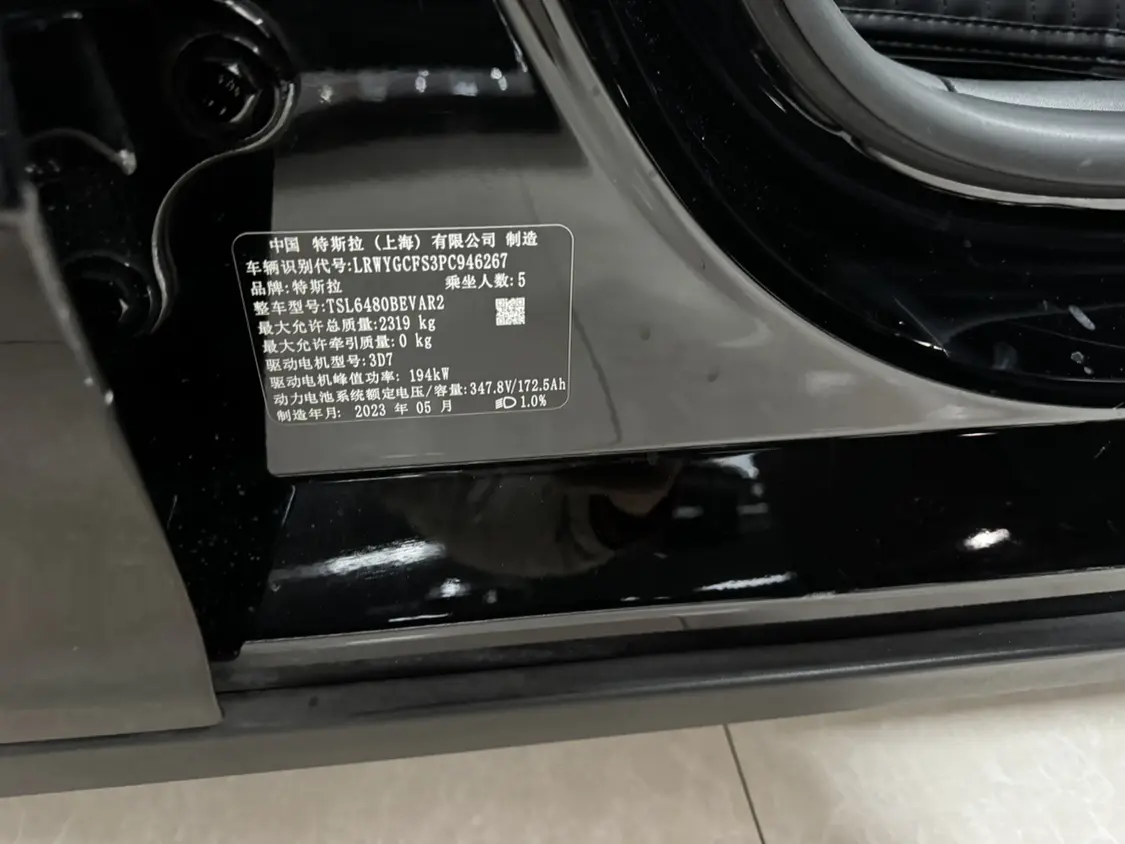 中国 特斯拉(上海)有限公司 制造
车辆识别代号:LRWYGCFS3PC946267
品牌:特斯拉 乘坐人数:5
整车型号:TSL6480BEVAR2
最大允许总质量:2319 kg
最大允许牵引质量:0 kg
驱动电机型号:3D7
驱动电机峰值功率: 194kW
动力电池系统额定电压/容量:347.8V/172.5Ah
制造年月: 2023 年 05 月 1.0%